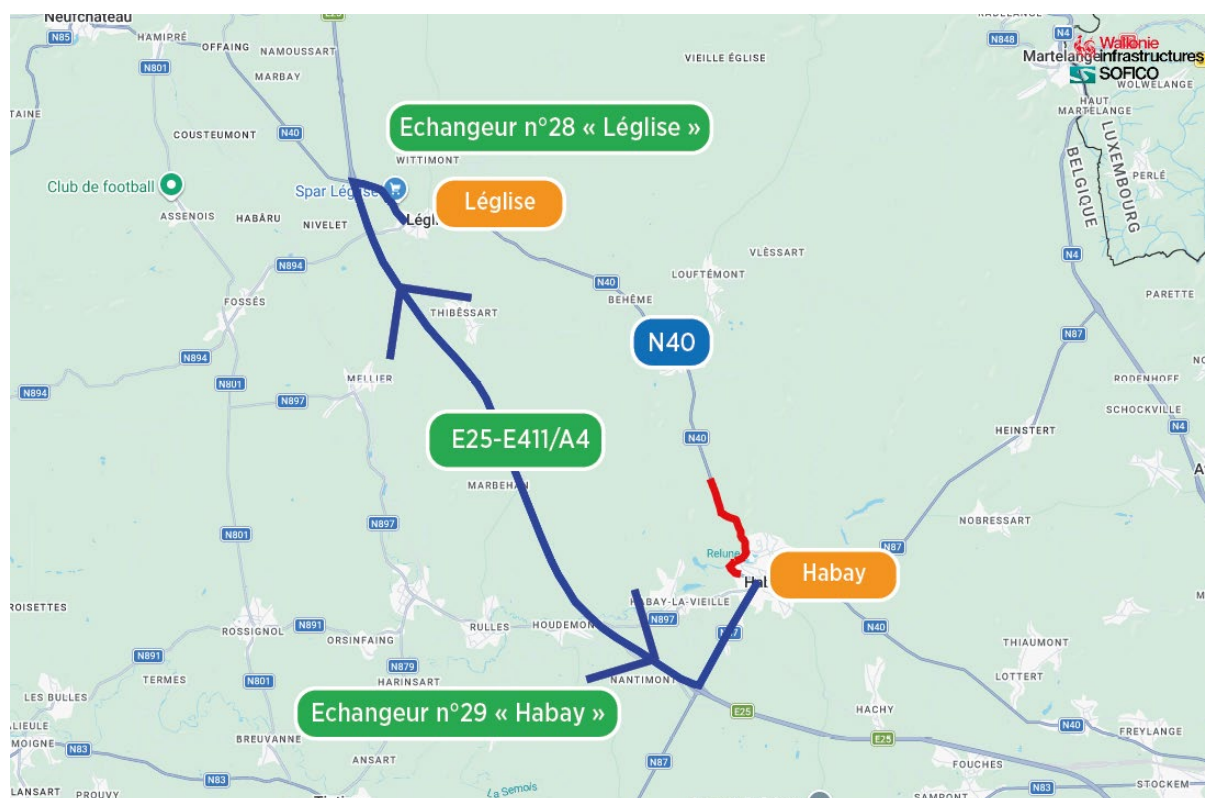 Neufchâteau
E25
N85
HAMIPRÉ
OFFAING
NAMOUSSART
N801
MARBAY
VIEILLE ÉGLISE
N848
N4
Martelange
Wallonie
infrastructures
SOFICO
WOLWELANGE
HAUT
MARTELANGE
COUSTEUMONT
N40
Echangeur n°28 « Léglise »
WITTIMONT
Club de football
Spar Léglise
Léglise
ASSENOIS
HABÂRU
NIVELET
BELGIQUE
LUXEMBOURG
PERLÉ
VLÈSSART
LOUFTÉMONT
N894
N40
BEHÊME
N4
PARETTE
FOSSÉS
THIBÈSSART
N40
N87
N894
N801
MELLIER
N894
N897
RODENHOFF
SCHOCKVILLE
E25-E411/A4
N40
HEINSTERT
N4
MARBEHAN
N897
NOBRESSART
N801
N87
Habay
HABAY-LA-VIEILLE
N897
ROSSIGNOL
N891
RULLES
HOUDEMONT
ORSINFAING
N40
THIAUMONT
N891
TERMES
N801
N879
HARINSART
NANTIMONT
LOTTERT
LES BULLES
Echangeur n°29 « Habay »
E25
HACHY
N40
FREYLANGE
MOIGNE
N83
BREUVANNE
ANSART
N87
E25
FOUCHES
N83
STOCKEM
N83
PROUVY
La Semois
SAMPONT